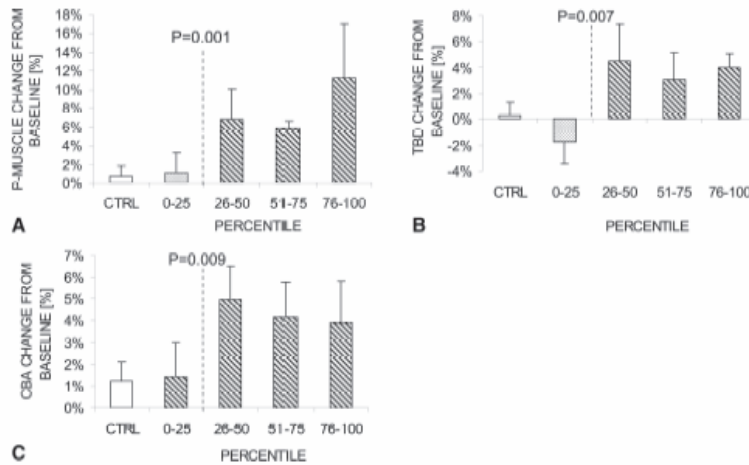 P-MUSCLE CHANGE FROM
BASELINE [%]
18%
16%
14%
12%
10%
8%
6%
4%
2%
0%
P=0.001
CTRL 0-25 26-50 51-75 76-100
PERCENTILE
A
TBD CHANGE FROM
BASELINE [%]
8%
6%
4%
2%
0%
-2%
-4%
P=0.007
CTRL 0-25 26-50 51-75 76-100
PERCENTILE
B
CBA CHANGE FROM
BASELINE [%]
7%
6%
5%
4%
3%
2%
1%
0%
P=0.009
CTRL 0-25 26-50 51-75 76-100
PERCENTILE
C